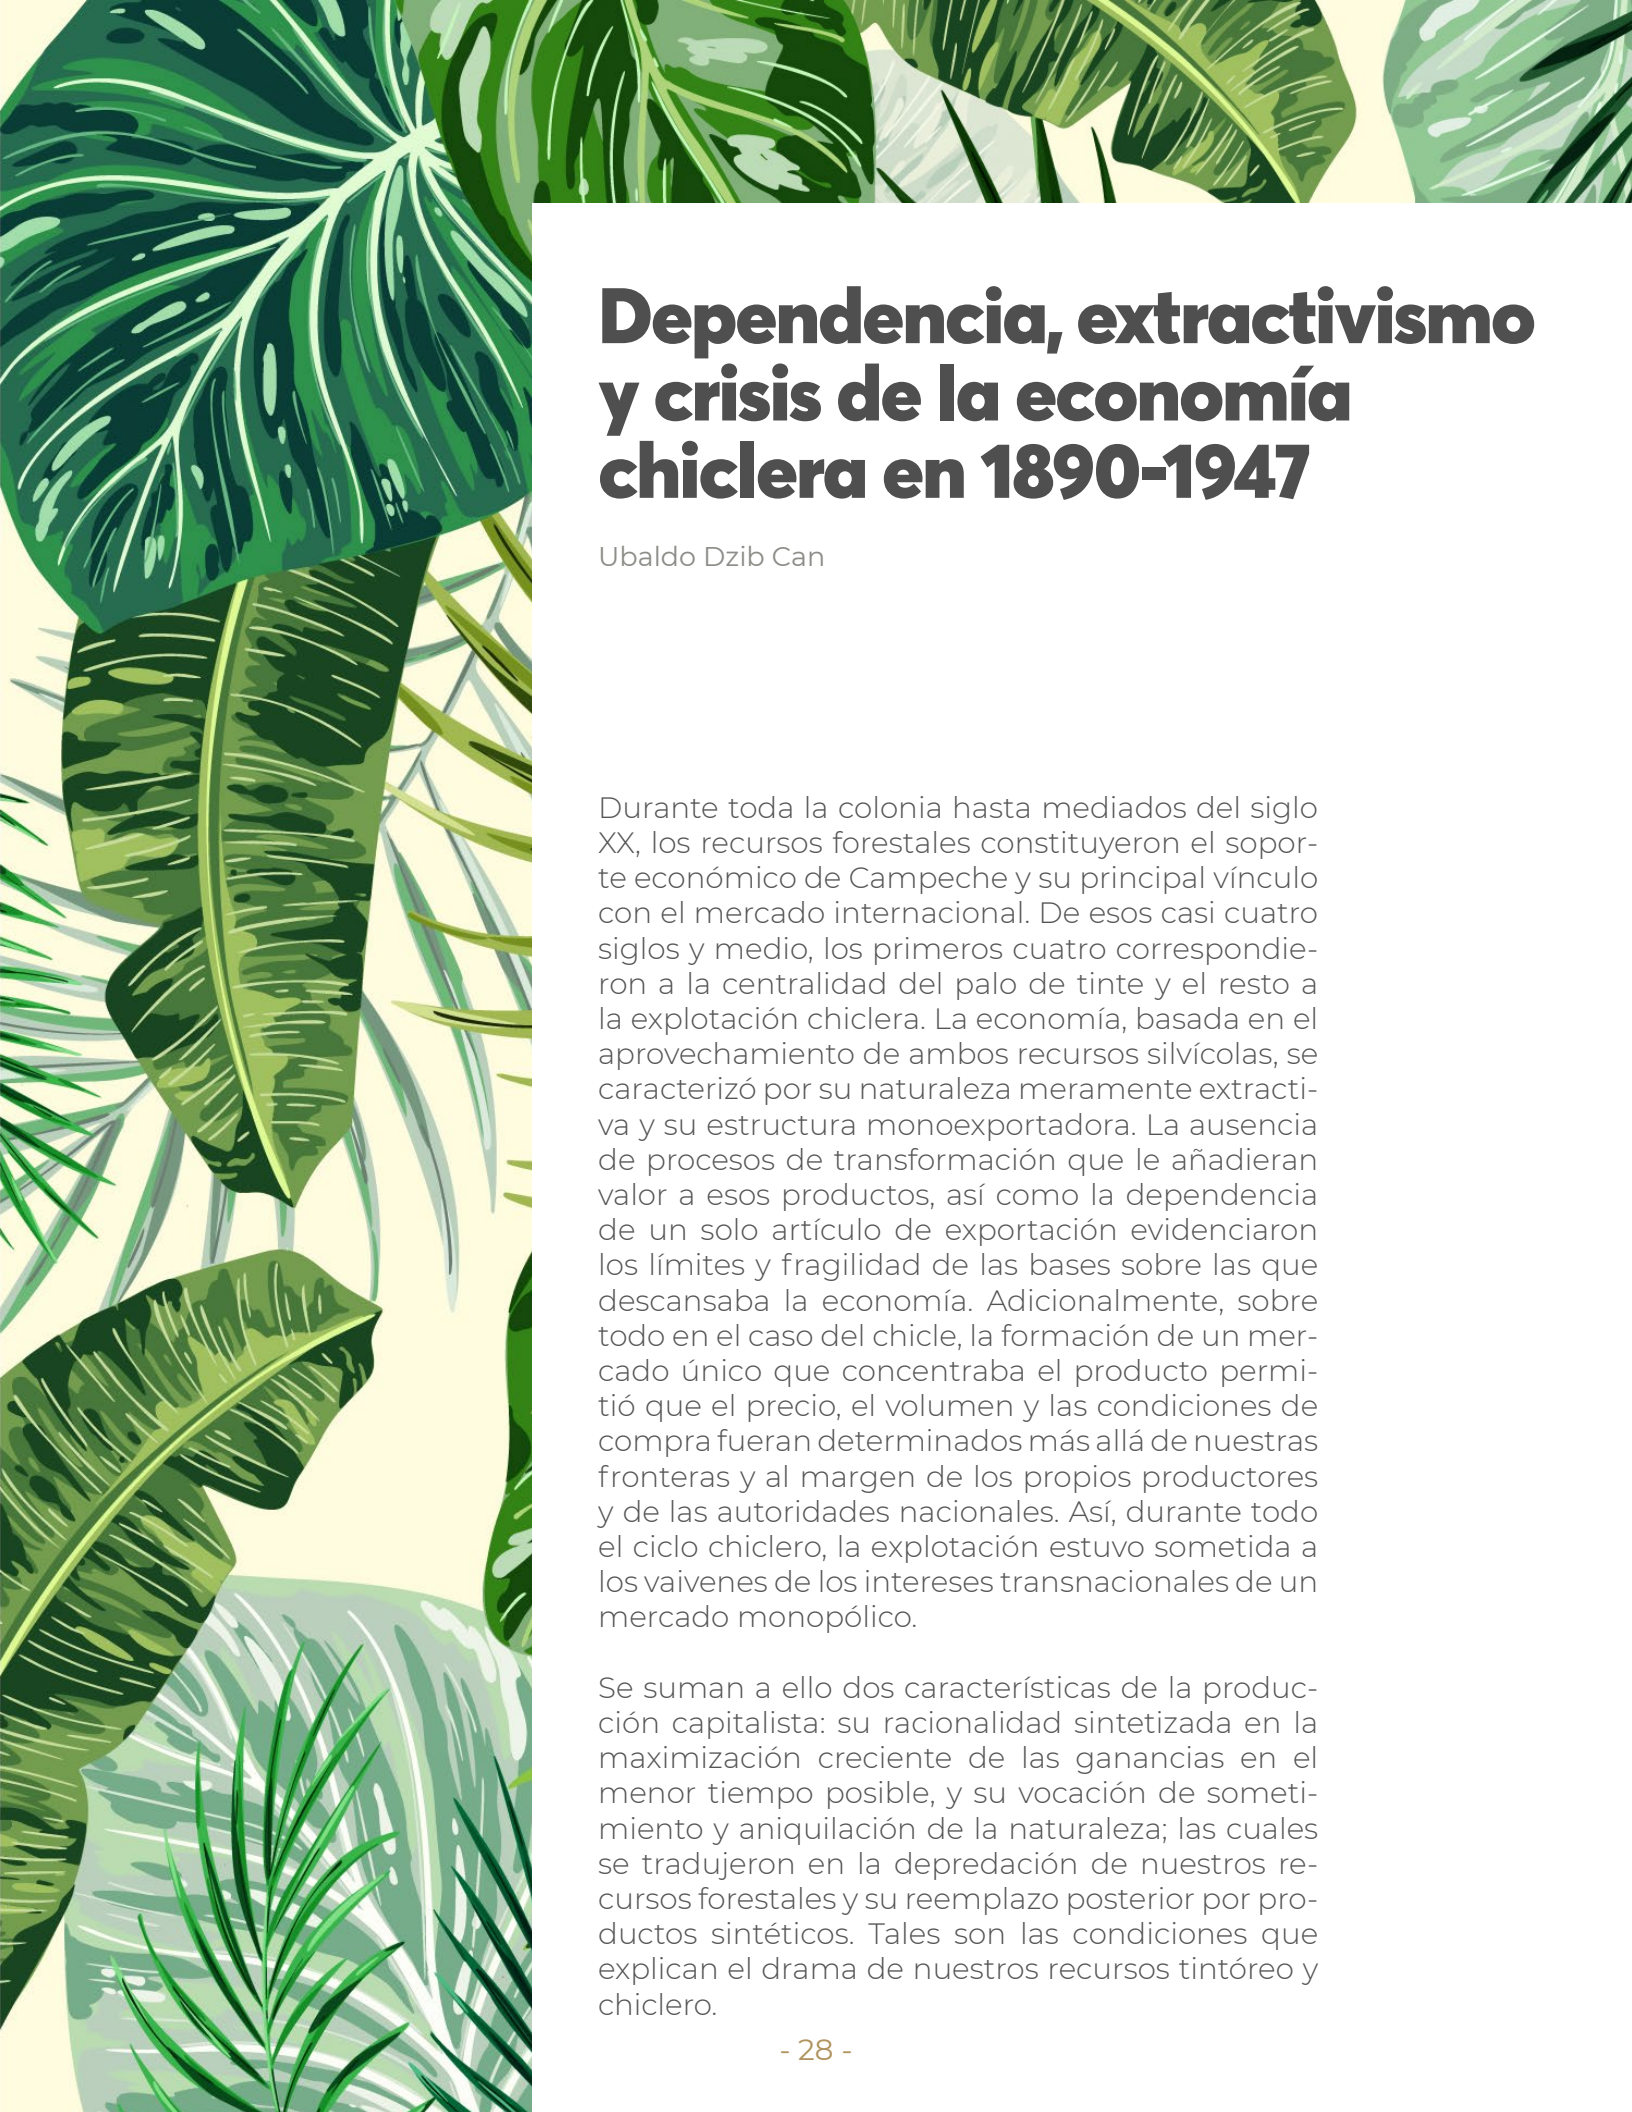 Dependencia, extractivismo
y crisis de la economía
chiclera en 1890-1947
Ubaldo Dzib Can
Durante toda la colonia hasta mediados del siglo
XX, los recursos forestales constituyeron el sopor-
te económico de Campeche y su principal vínculo
con el mercado internacional. De esos casi cuatro
siglos y medio, los primeros cuatro correspondie-
ron a la centralidad del palo de tinte y el resto a
la explotación chiclera. La economía, basada en el
aprovechamiento de ambos recursos silvícolas, se
caracterizó por su naturaleza meramente extracti-
va y su estructura monoexportadora. La ausencia
de procesos de transformación que le añadieran
valor a esos productos, así como la dependencia
de un solo artículo de exportación evidenciaron
los límites y fragilidad de las bases sobre las que
descansaba la economía. Adicionalmente, sobre
todo en el caso del chicle, la formación de un mer-
cado único que concentraba el producto permi-
tió que el precio, el volumen y las condiciones de
compra fueran determinados más allá de nuestras
fronteras y al margen de los propios productores
y de las autoridades nacionales. Así, durante todo
el ciclo chiclero, la explotación estuvo sometida a
los vaivenes de los intereses transnacionales de un
mercado monopólico.
Se suman a ello dos características de la produc-
ción capitalista: su racionalidad sintetizada en la
maximización creciente de las ganancias en el
menor tiempo posible, y su vocación de someti-
miento y aniquilación de la naturaleza; las cuales
se tradujeron en la depredación de nuestros re-
cursos forestales y su reemplazo posterior por pro-
ductos sintéticos. Tales son las condiciones que
explican el drama de nuestros recursos tintóreo y
chiclero.
- 28 -